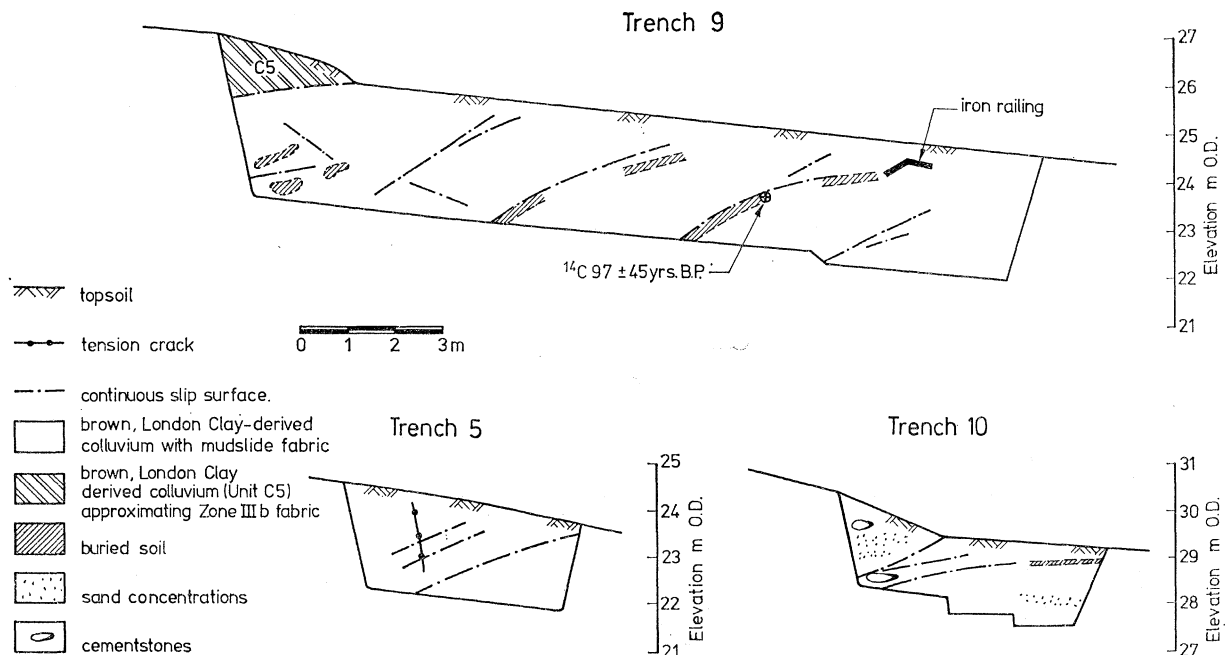 Trench 9
C5
iron railing
¹⁴C 97 ± 45yrs. B.P.
27
26
25
24
23
22
21
Elevation m O.D.
topsoil
tension crack
continuous slip surface.
brown, London Clay-derived
colluvium with mudslide fabric
brown, London Clay
derived colluvium (Unit C5)
approximating Zone III b fabric
buried soil
sand concentrations
cementstones
0 1 2 3m
Trench 5
25
24
23
22
21
Elevation m O.D.
Trench 10
31
30
29
28
27
Elevation m O.D.